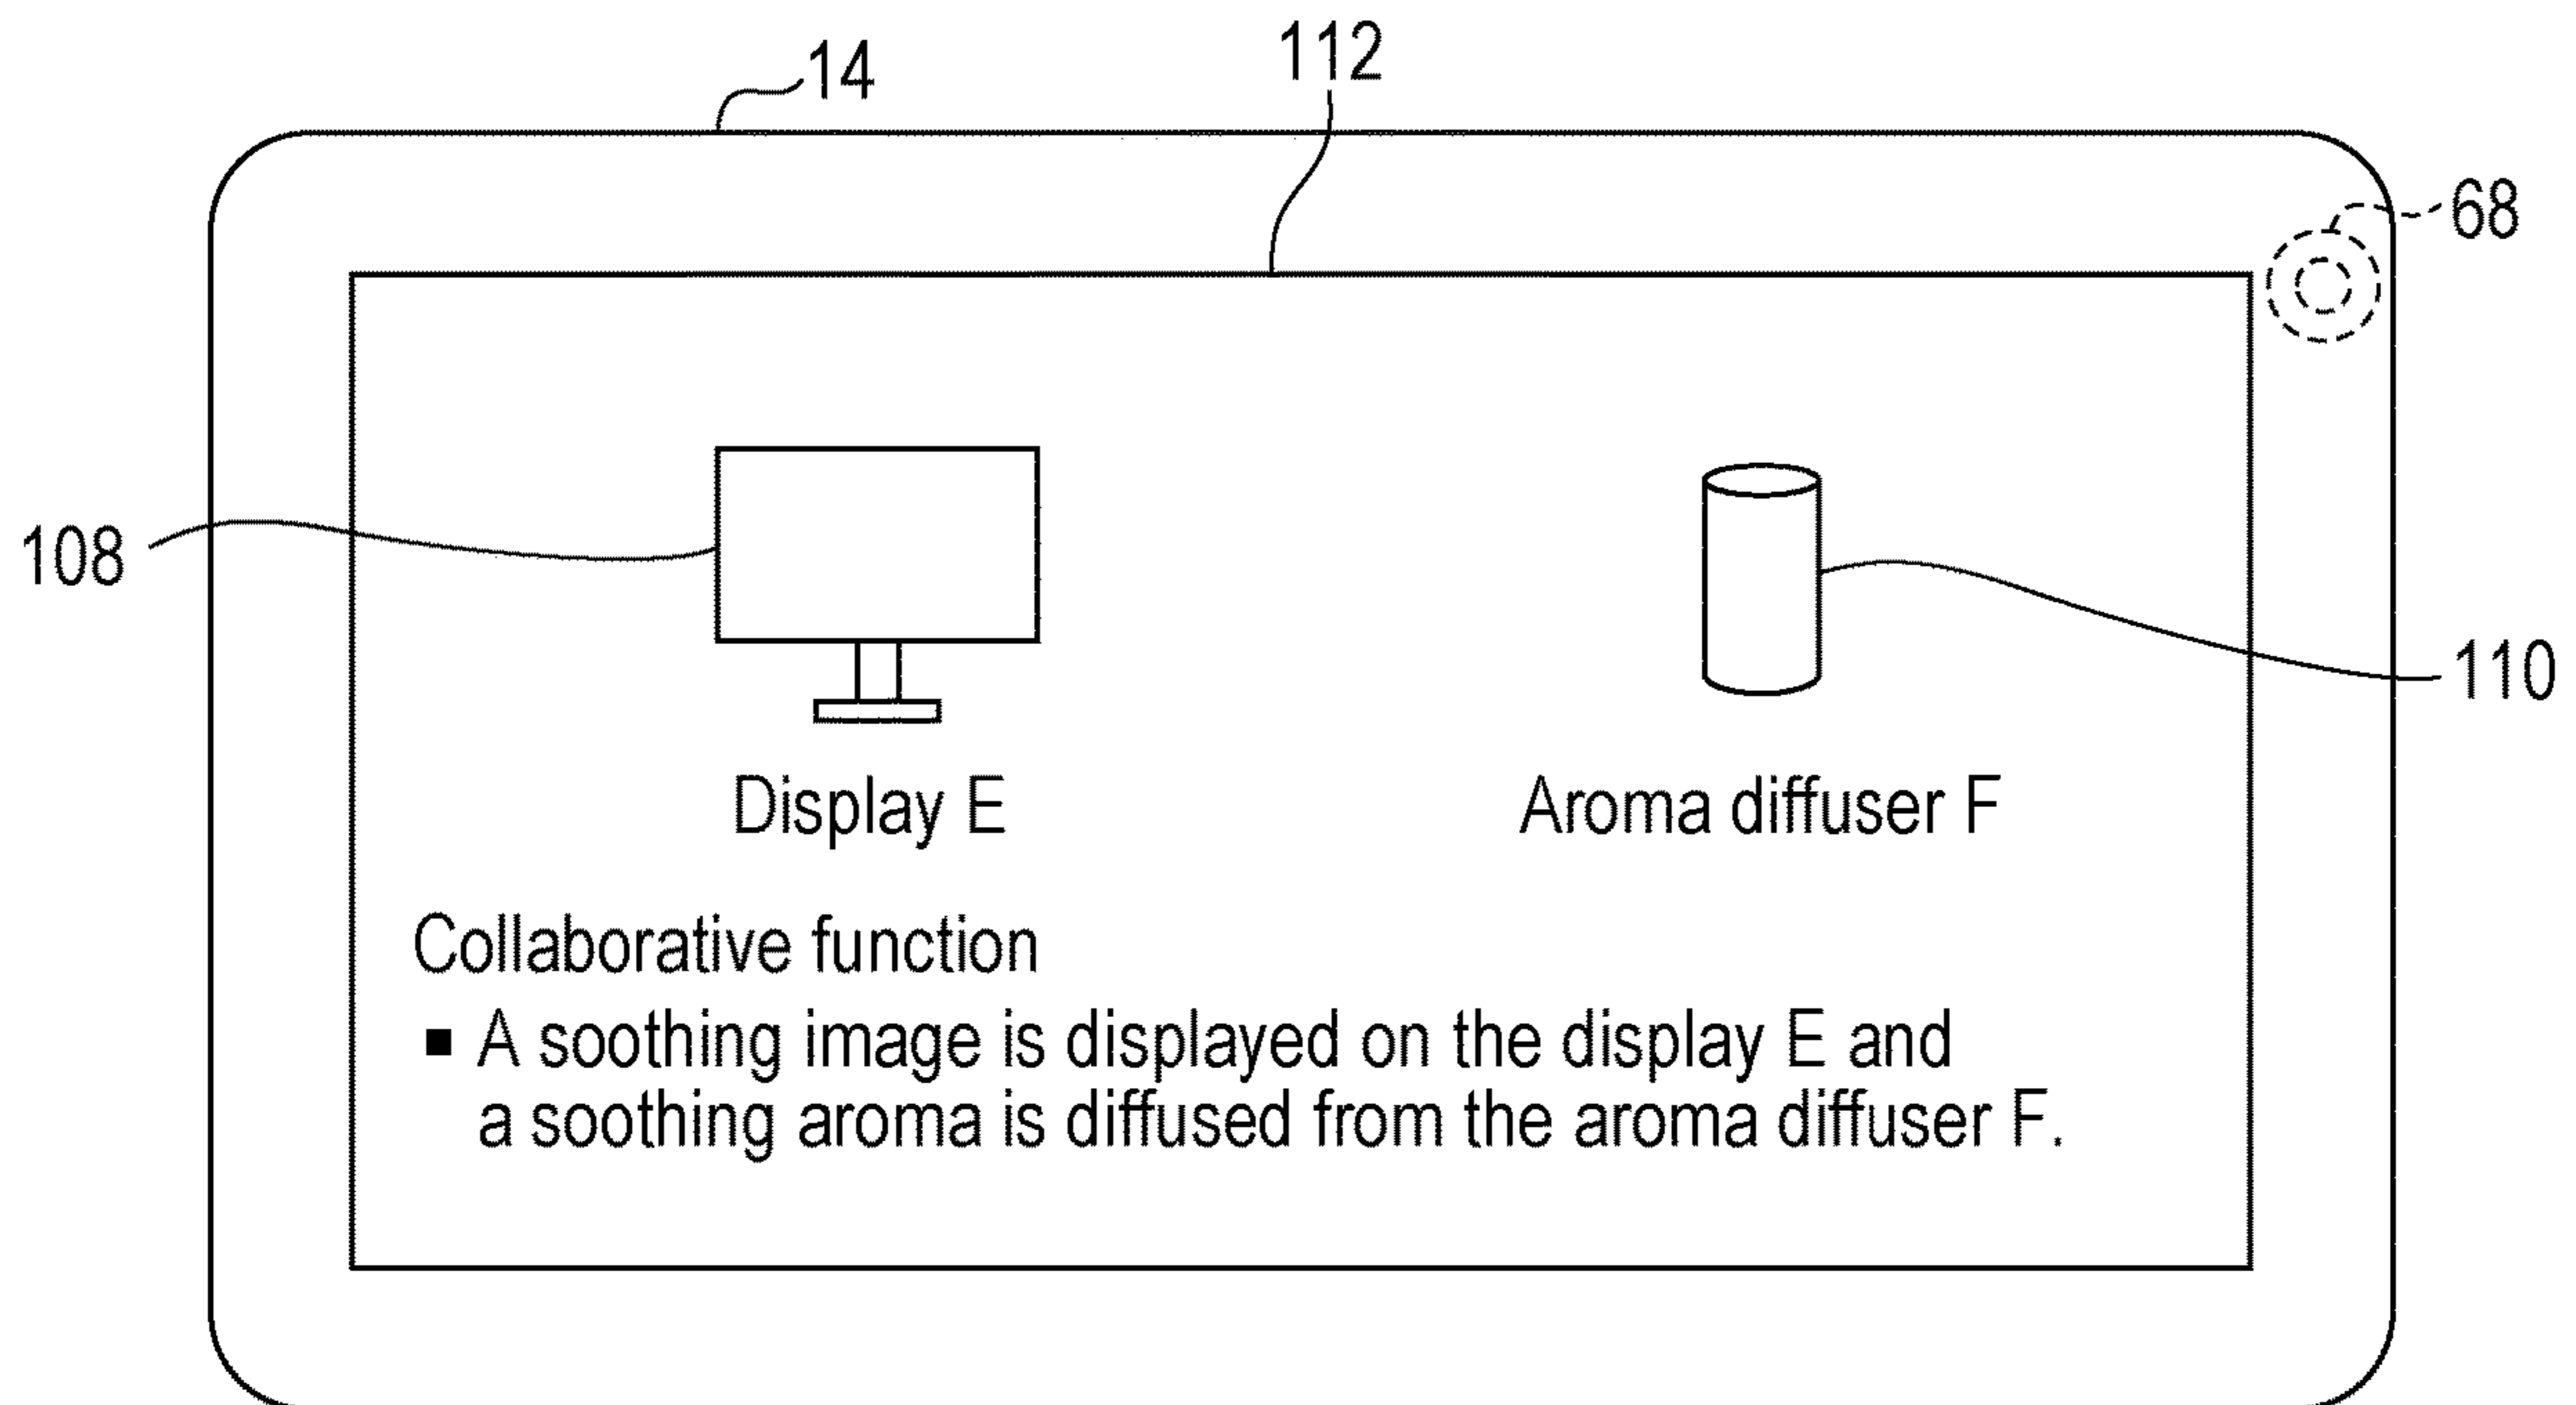 14
112
68
108
110
Display E
Aroma diffuser F
Collaborative function
▪ A soothing image is displayed on the display E and
a soothing aroma is diffused from the aroma diffuser F.